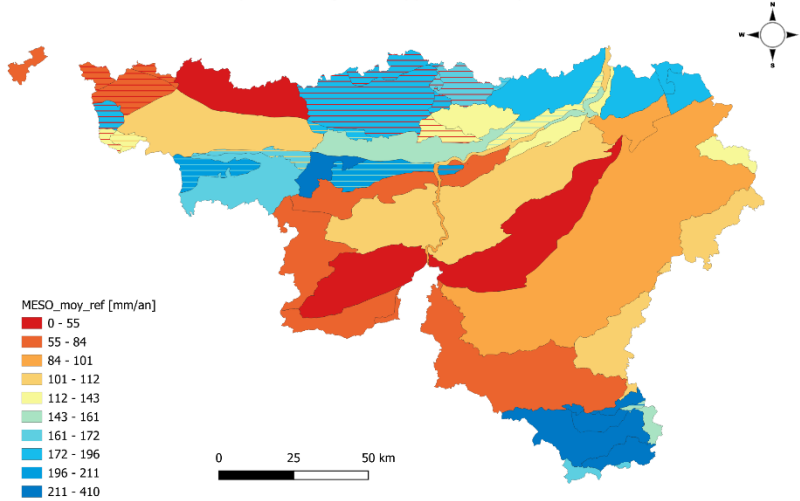 N
W E
S
MESO_moy_ref [mm/an]
0 - 55
55 - 84
84 - 101
101 - 112
112 - 143
143 - 161
161 - 172
172 - 196
196 - 211
211 - 410
0 25 50 km